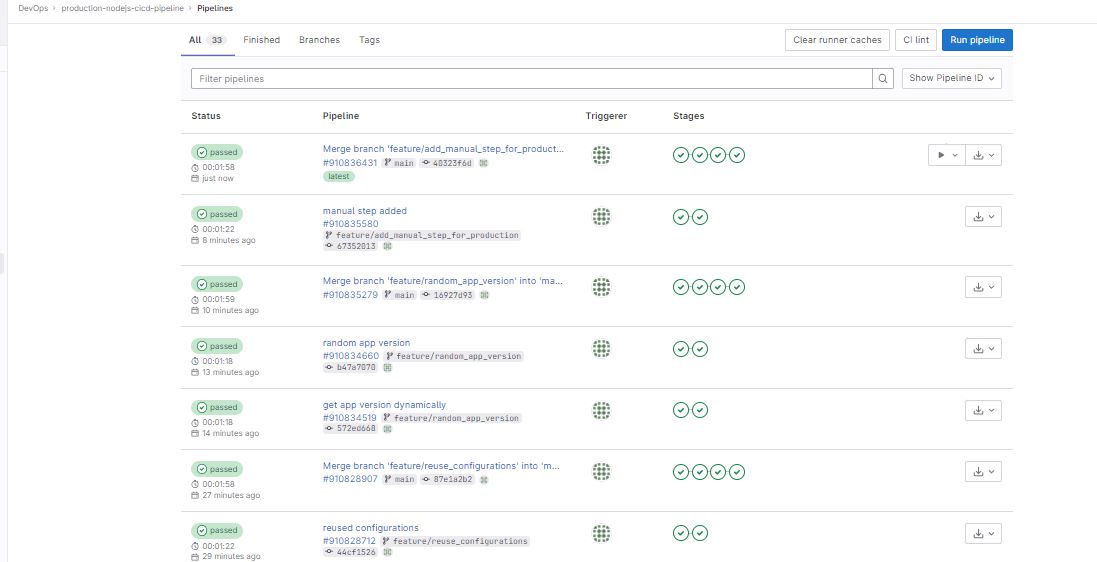 DevOps › production-nodejs-cicd-pipeline › Pipelines
All 33 Finished Branches Tags Clear runner caches CI lint Run pipeline
Filter pipelines Show Pipeline ID
Status Pipeline Triggerer Stages
passed Merge branch 'feature/add_manual_step_for_product...
00:01:58 #910836431 main 40323f6d
just now latest
passed manual step added
00:01:22 #910835580
feature/add_manual_step_for_production
8 minutes ago 67352013
passed Merge branch 'feature/random_app_version' into 'ma...
00:01:59 #910835279 main 16927d93
10 minutes ago
passed random app version
00:01:18 #910834660 feature/random_app_version
13 minutes ago b47a7070
passed get app version dynamically
00:01:18 #910834519 feature/random_app_version
14 minutes ago 572ed668
passed Merge branch 'feature/reuse_configurations' into 'm...
00:01:58 #910828907 main 87e1a2b2
27 minutes ago
passed reused configurations
00:01:22 #910828712 feature/reuse_configurations
29 minutes ago 44cf1526